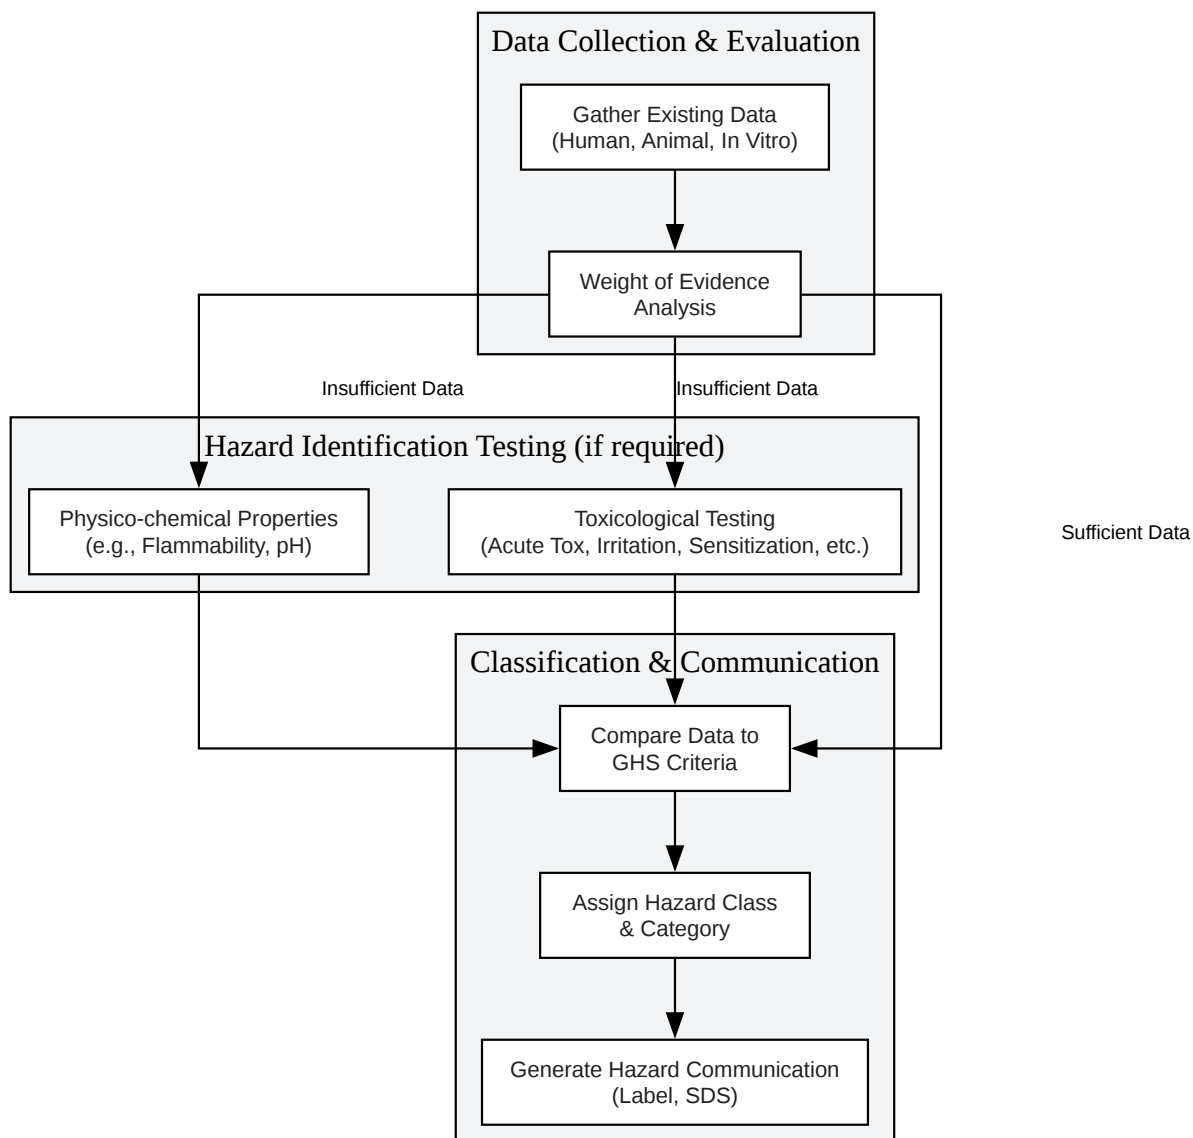 Data Collection & Evaluation
Gather Existing Data
(Human, Animal, In Vitro)
Weight of Evidence
Analysis
Insufficient Data
Insufficient Data
Hazard Identification Testing (if required)
Physico-chemical Properties
(e.g., Flammability, pH)
Toxicological Testing
(Acute Tox, Irritation, Sensitization, etc.)
Sufficient Data
Classification & Communication
Compare Data to
GHS Criteria
Assign Hazard Class
& Category
Generate Hazard Communication
(Label, SDS)